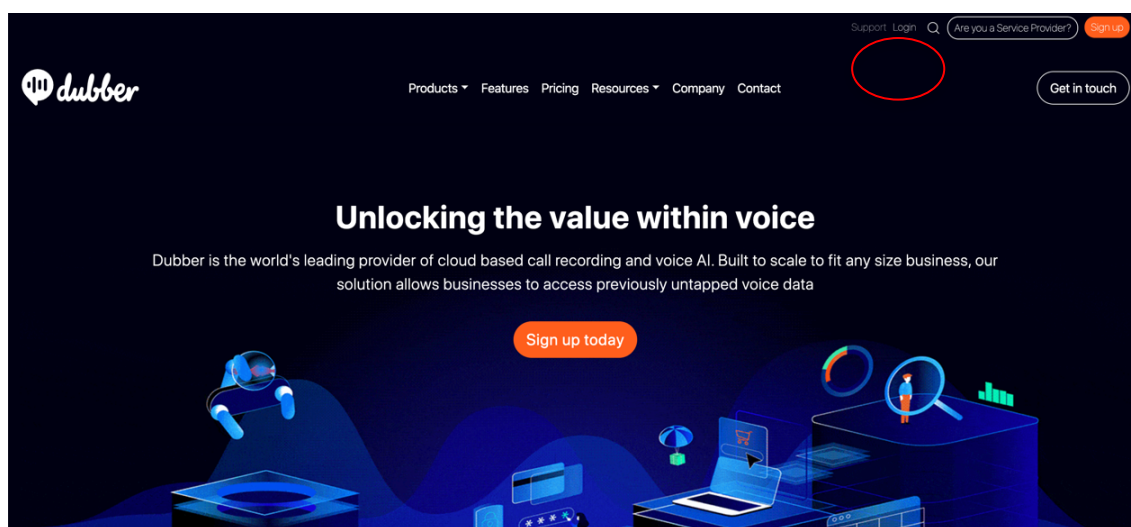 Support Login Are you a Service Provider? Sign up
dubber Products Features Pricing Resources Company Contact Get in touch
Unlocking the value within voice
Dubber is the world's leading provider of cloud based call recording and voice AI. Built to scale to fit any size business, our
solution allows businesses to access previously untapped voice data
Sign up today
****